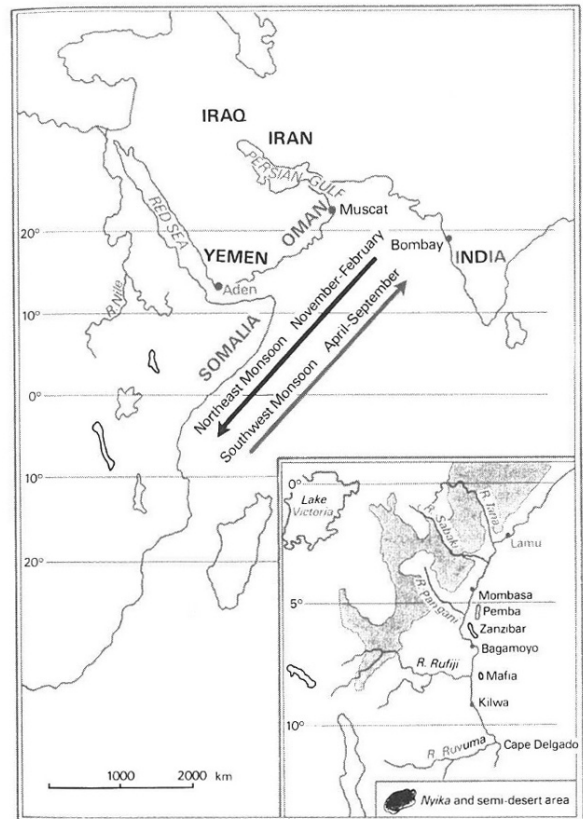 IRAQ
IRAN
PERSIAN GULF
RED SEA
OMAN
Muscat
20°
YEMEN
Bombay
INDIA
Aden
R. Nile
10°
SOMALIA
Northeast Monsoon November-February
Southwest Monsoon April-September
0°
10°
20°
0 1000 2000 km
0°
Lake
Victoria
R. Sabaki
R. Tana
Lamu
Mombasa
5°
R. Pangani
Pemba
Zanzibar
Bagamoyo
R. Rufiji
Mafia
Kilwa
10°
R. Ruvuma
Cape Delgado
Nyika and semi-desert area